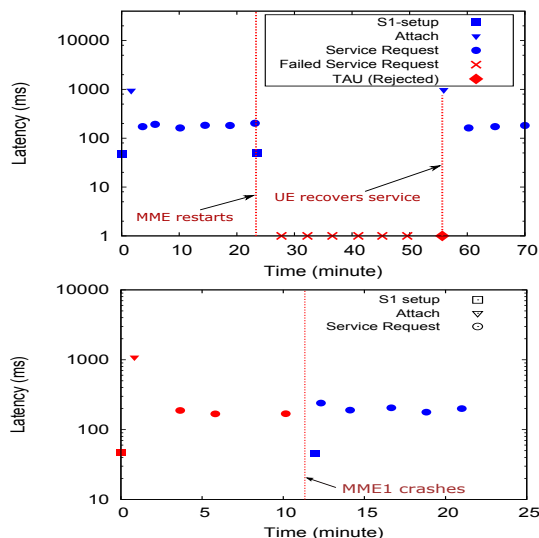 S1-setup
Attach
Service Request
Failed Service Request
TAU (Rejected)
Latency (ms)
10000
1000
100
10
1
MME restarts
UE recovers service
0 10 20 30 40 50 60 70
Time (minute)
S1 setup
Attach
Service Request
Latency (ms)
10000
1000
100
10
MME1 crashes
0 5 10 15 20 25
Time (minute)